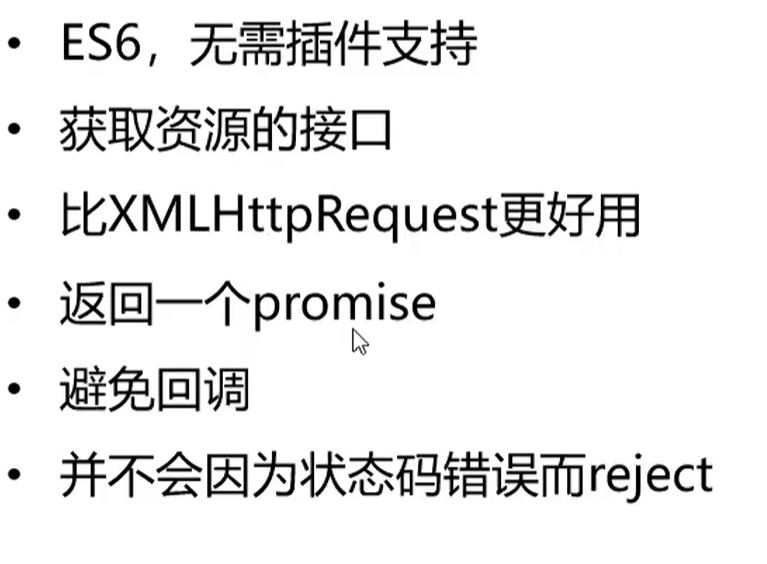 • ES6，无需插件支持
• 获取资源的接口
• 比XMLHttpRequest更好用
• 返回一个promise
• 避免回调
• 并不会因为状态码错误而reject